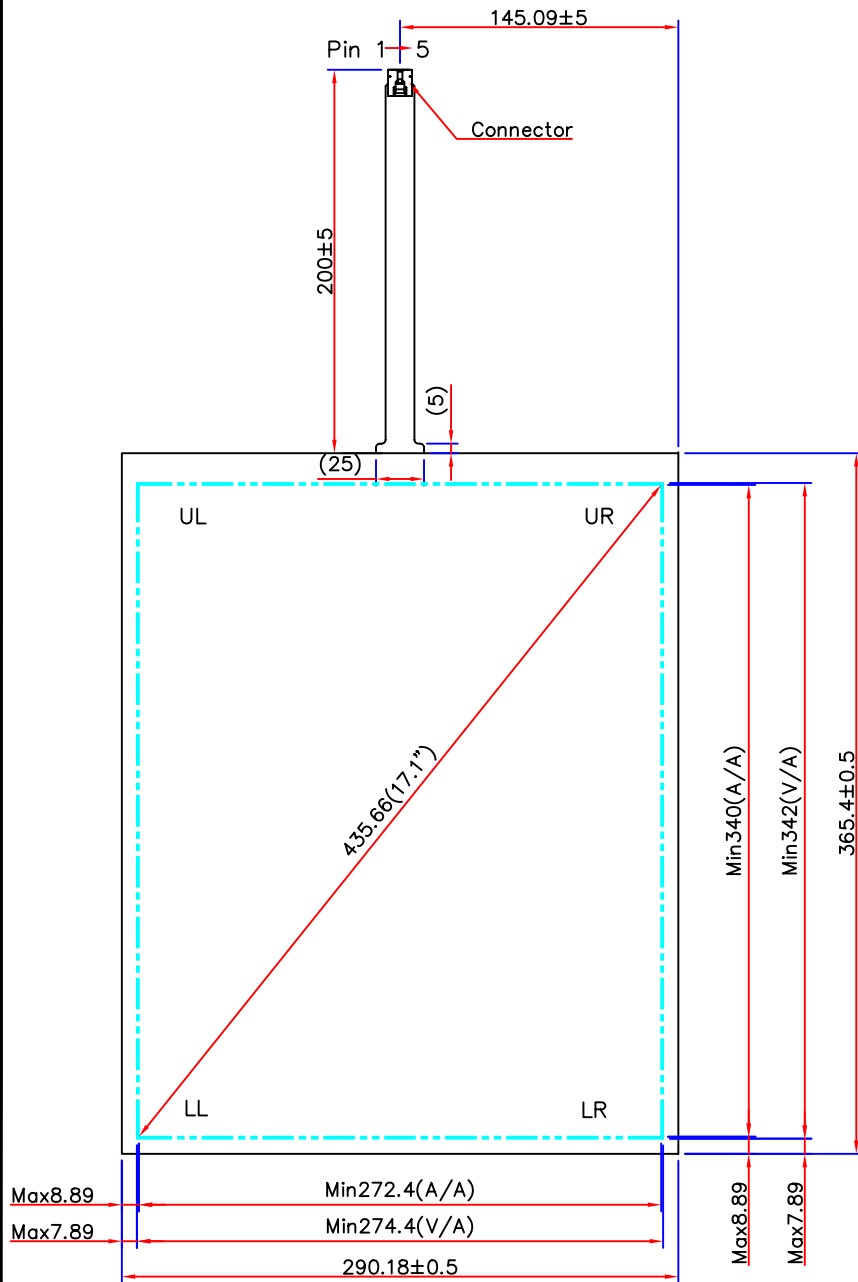 145.09±5
Pin 1 5
Connector
200±5
(5)
(25)
UL
UR
435.66(17.1")
Min340(A/A)
Min342(V/A)
365.4±0.5
LL
LR
Max8.89
Min272.4(A/A)
Max7.89
Min274.4(V/A)
290.18±0.5
Max8.89
Max7.89